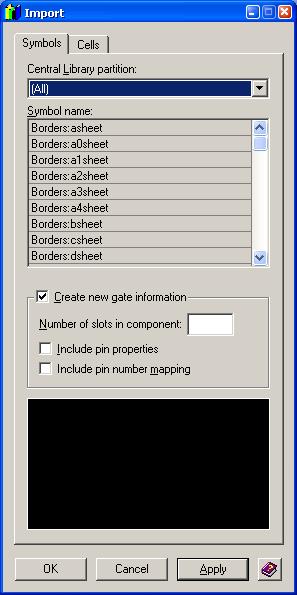 Import
Symbols
Cells
Central Library partition:
(All)
Symbol name:
Borders:asheet
Borders:a0sheet
Borders:a1sheet
Borders:a2sheet
Borders:a3sheet
Borders:a4sheet
Borders:bsheet
Borders:csheet
Borders:dsheet
Create new gate information
Number of slots in component:
Include pin properties
Include pin number mapping
OK
Cancel
Apply